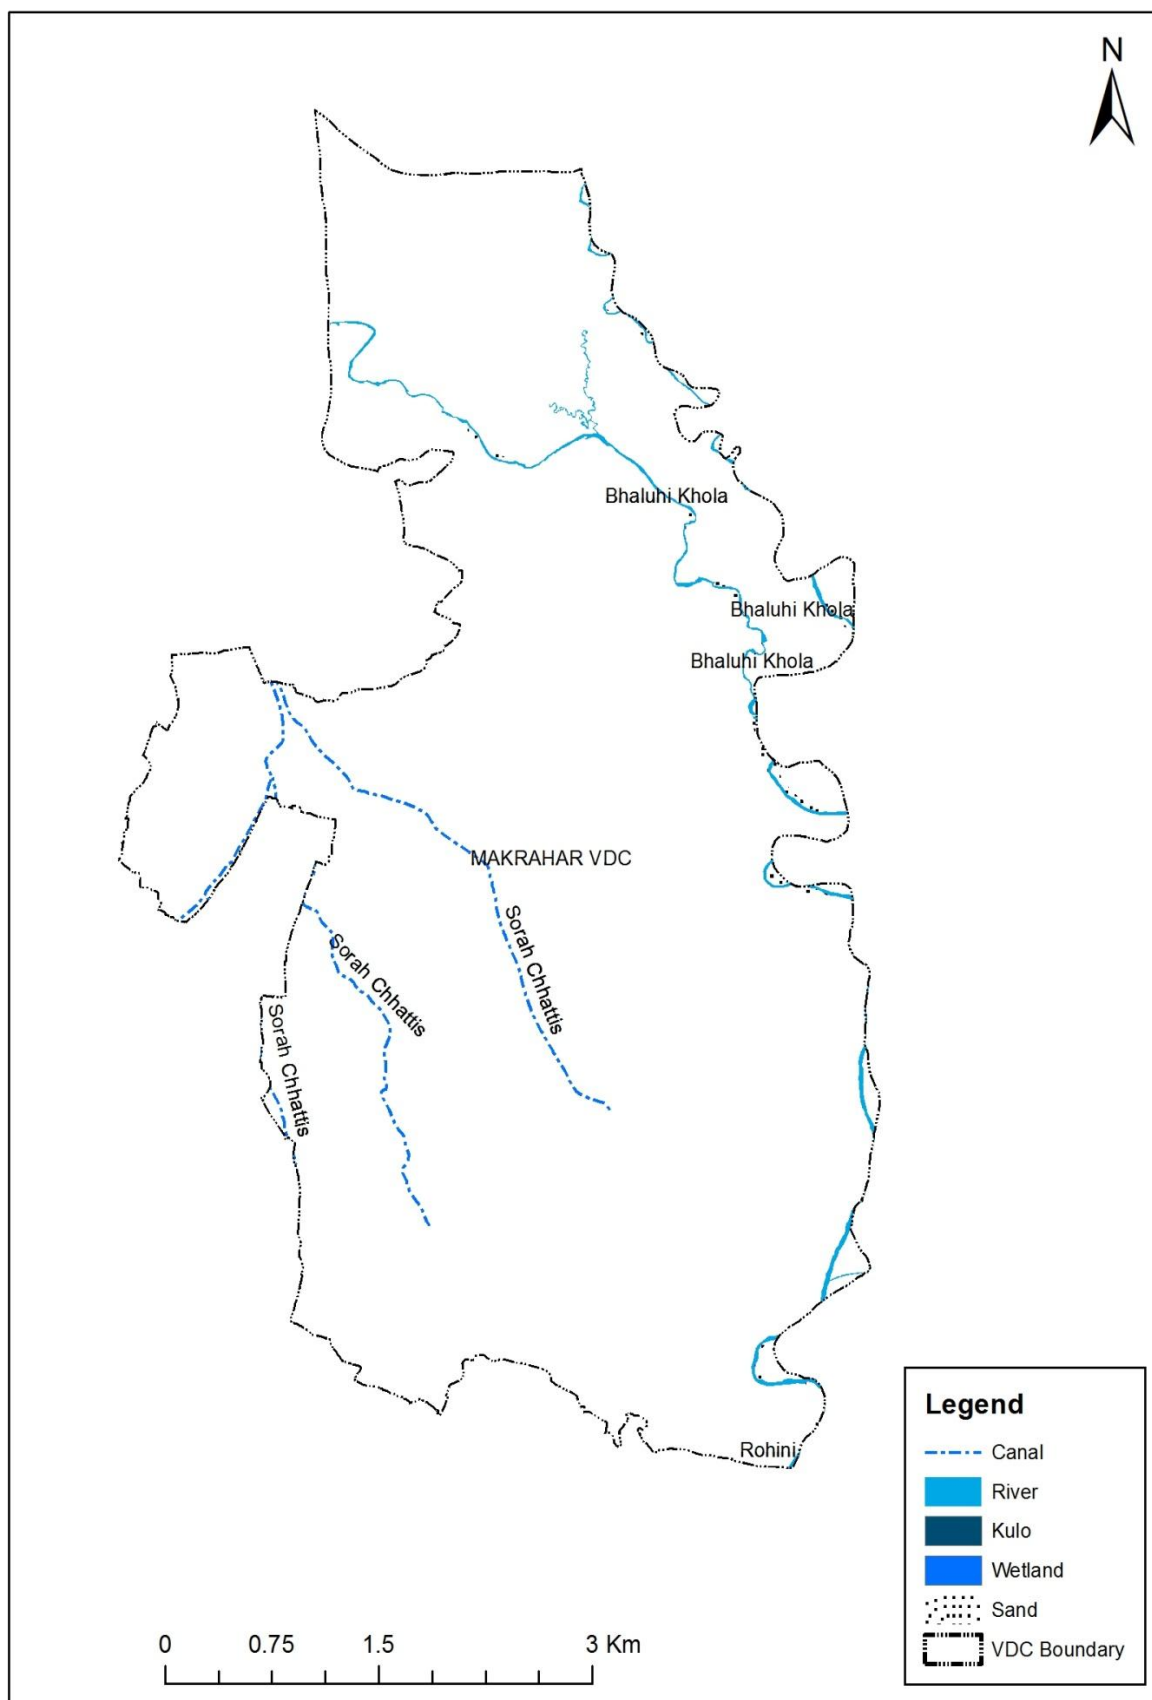 N
Bhaluhi Khola
Bhaluhi Khola
Bhaluhi Khola
MAKRAHAR VDC
Sorah Chhattis
Sorah Chhattis
Sorah Chhattis
Rohini
Legend
Canal
River
Kulo
Wetland
Sand
VDC Boundary
0 0.75 1.5 3 Km